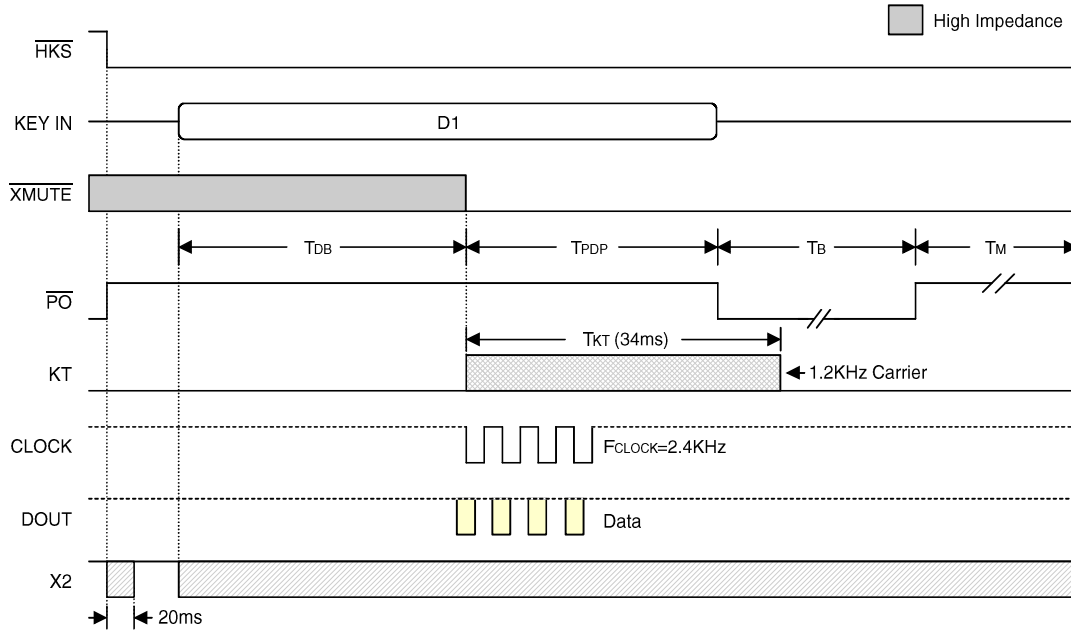 High Impedance
HKS
KEY IN
D1
XMUTE
TDB
TPDP
TB
TM
PO
TKT (34ms)
KT
1.2KHz Carrier
CLOCK
FCLOCK=2.4KHz
DOUT
Data
X2
20ms